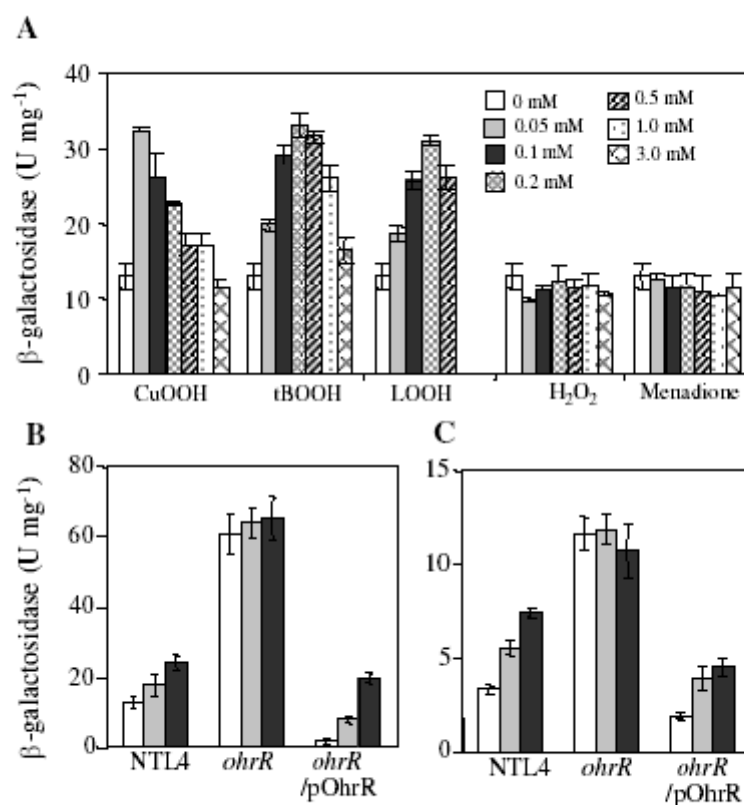 A
β-galactosidase (U mg⁻¹)
40
30
20
10
0
0 mM
0.05 mM
0.1 mM
0.2 mM
0.5 mM
1.0 mM
3.0 mM
CuOOH tBOOH LOOH H₂O₂ Menadione
B
β-galactosidase (U mg⁻¹)
80
60
40
20
0
NTL4 ohrR ohrR
/pOhrR
C
15
10
5
0
NTL4 ohrR ohrR
/pOhrR